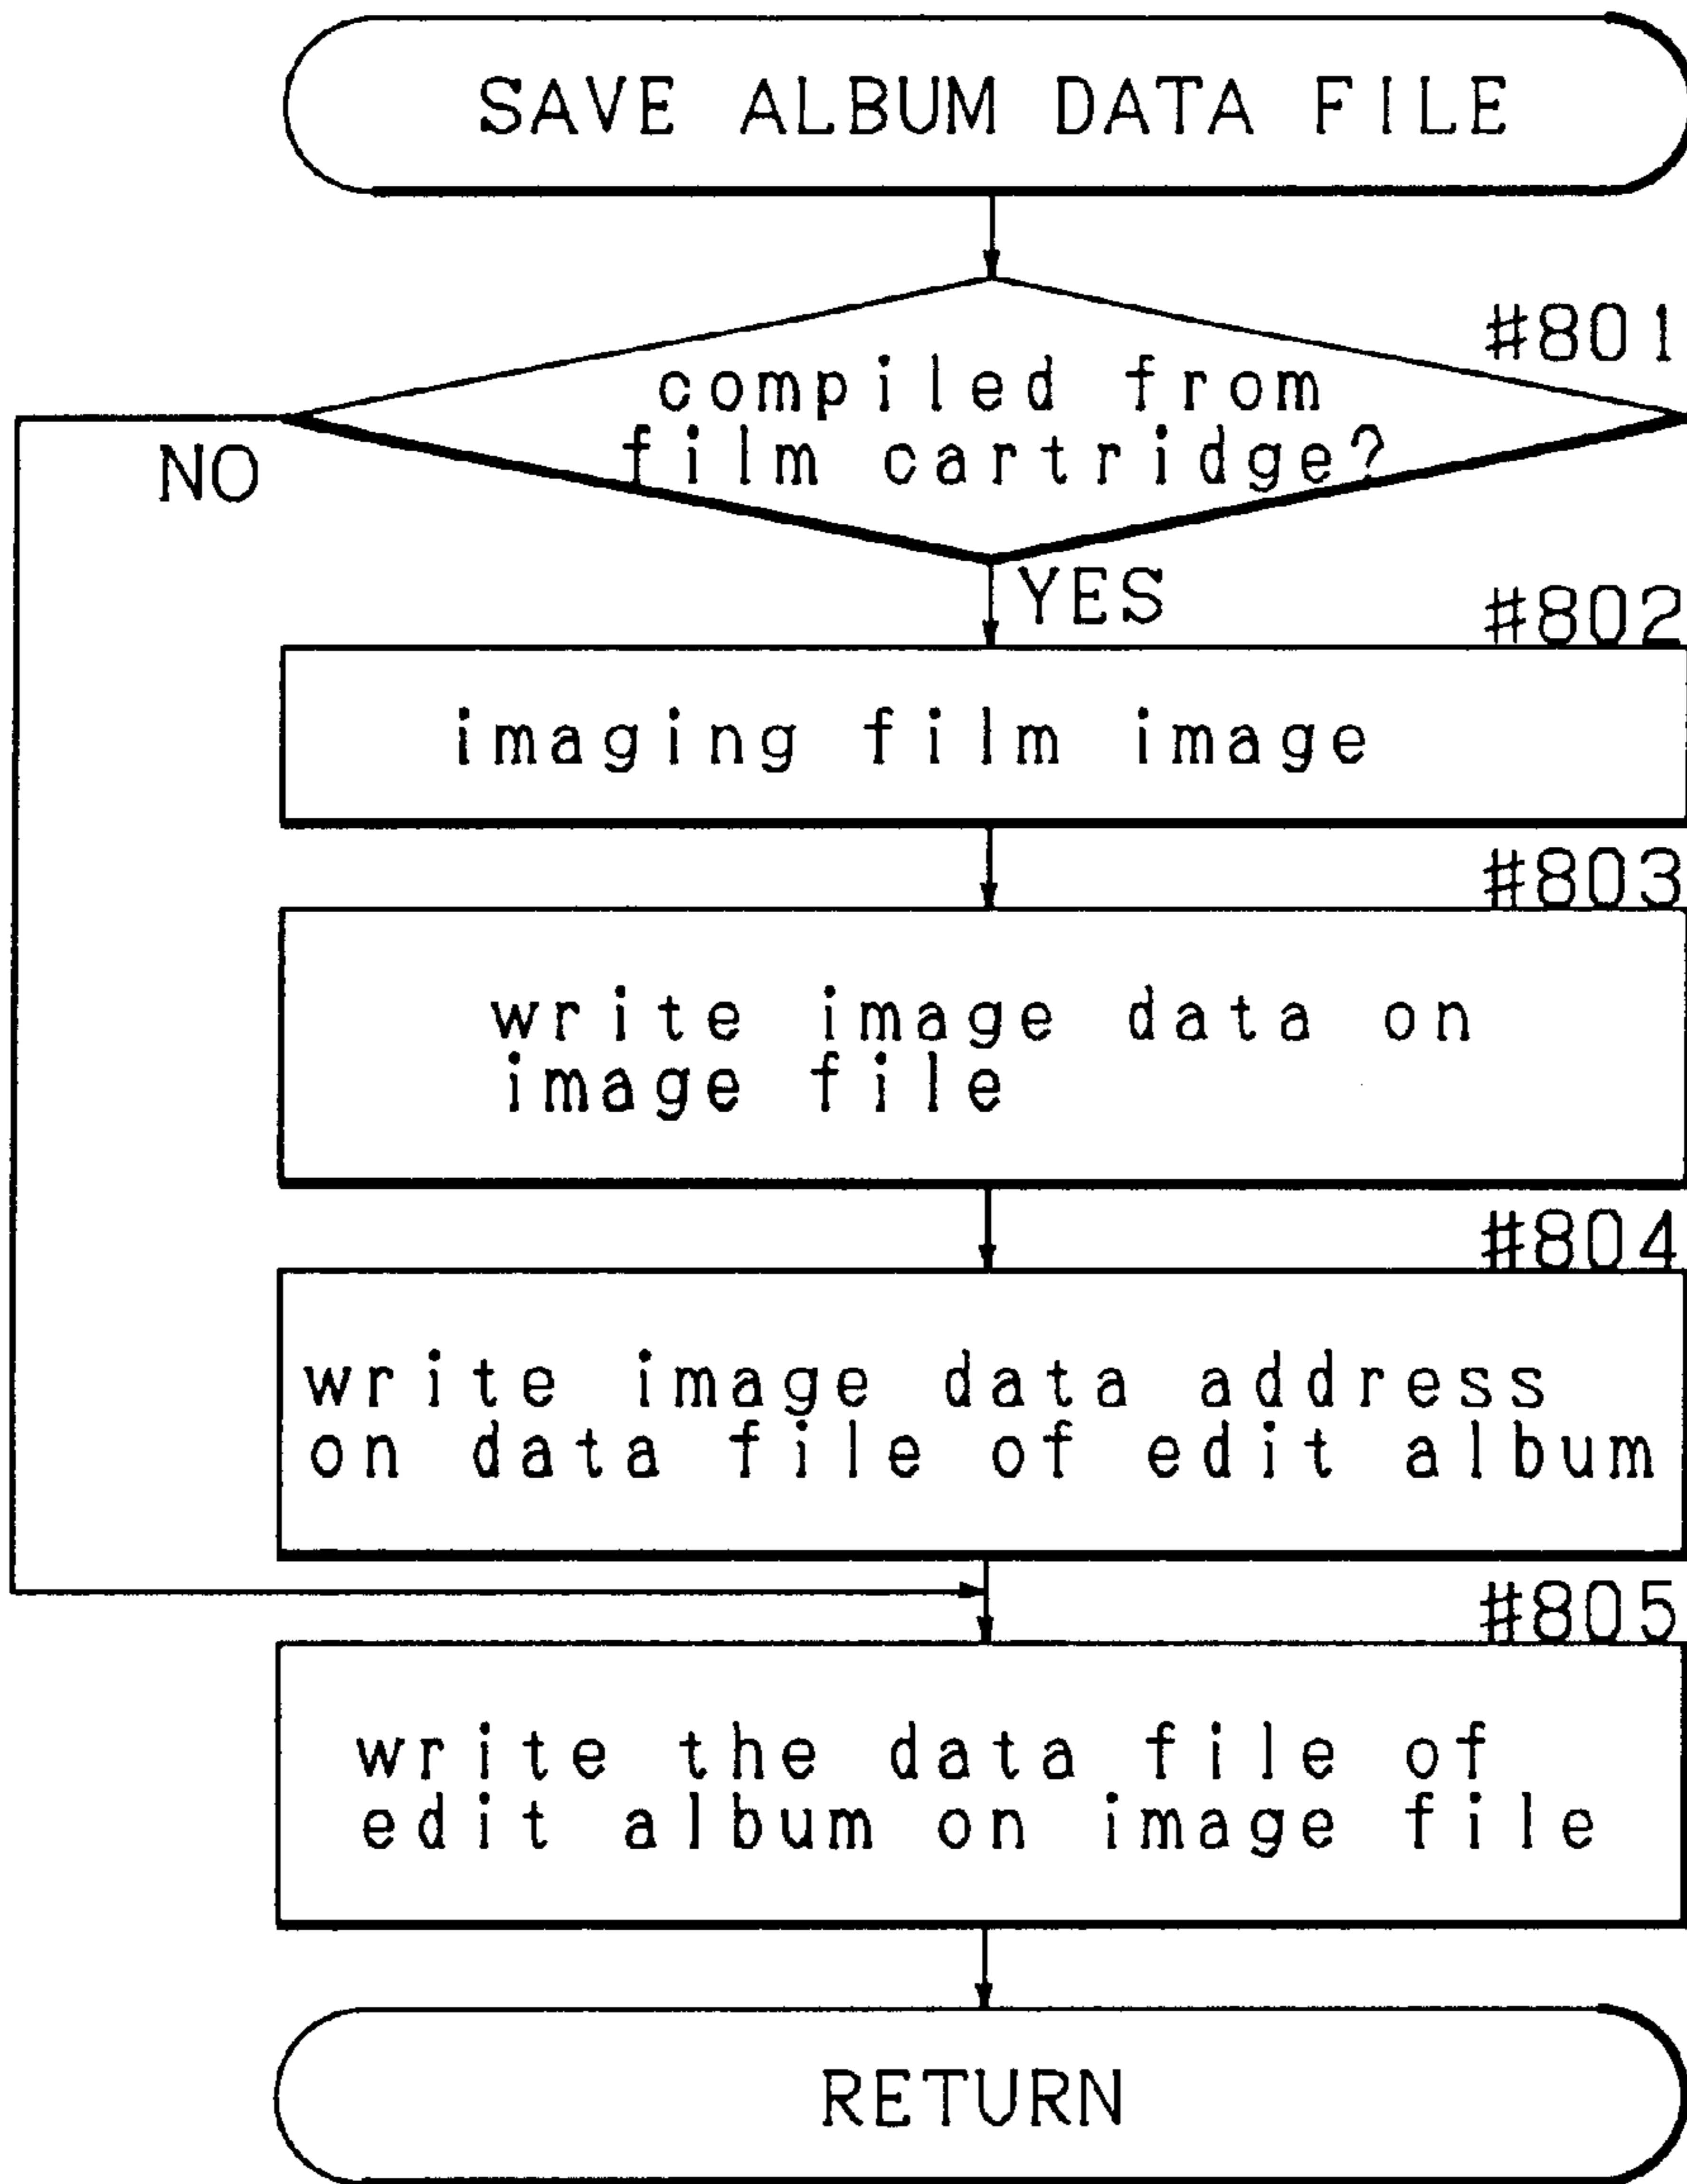 SAVE ALBUM DATA FILE
#801
compiled from
film cartridge?
NO
YES
#802
imaging film image
#803
write image data on
image file
#804
write image data address
on data file of edit album
#805
write the data file of
edit album on image file
RETURN